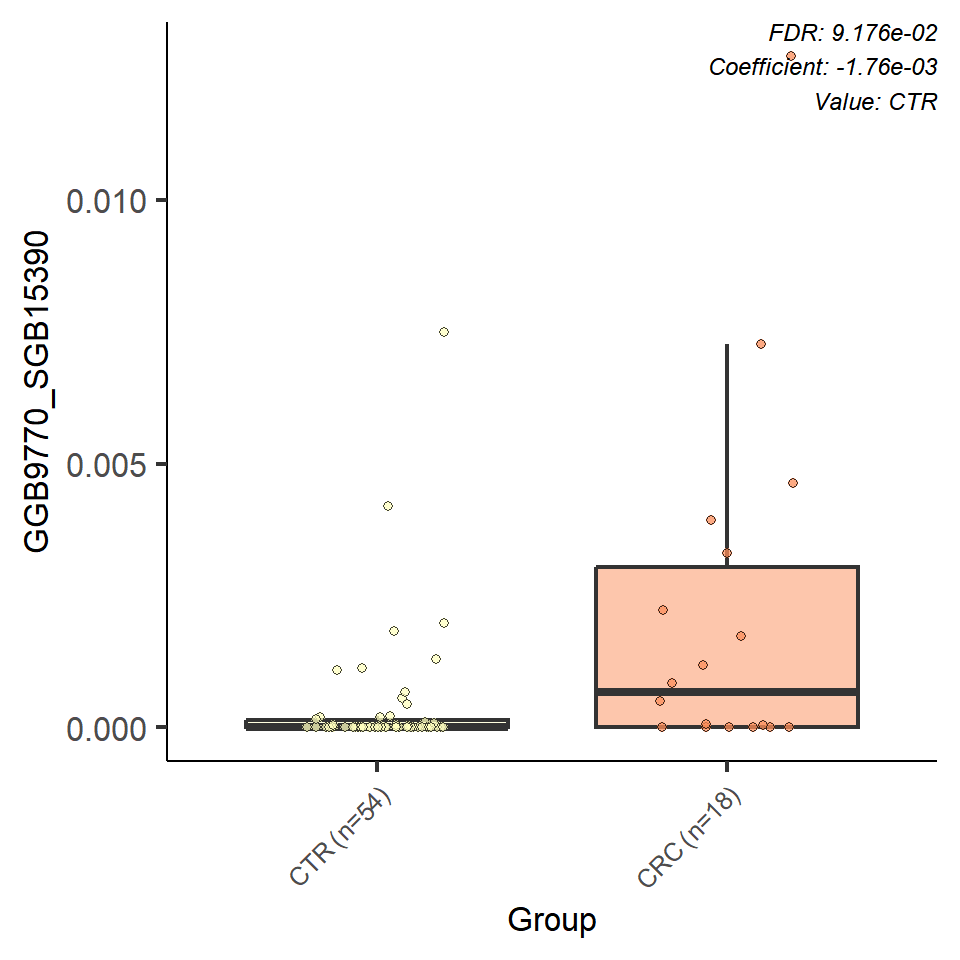 FDR: 9.176e-02
Coefficient: -1.76e-03
Value: CTR
0.010
0.005
0.000
GGB9770_SGB15390
CTR (n=54)
CRC (n=18)
Group